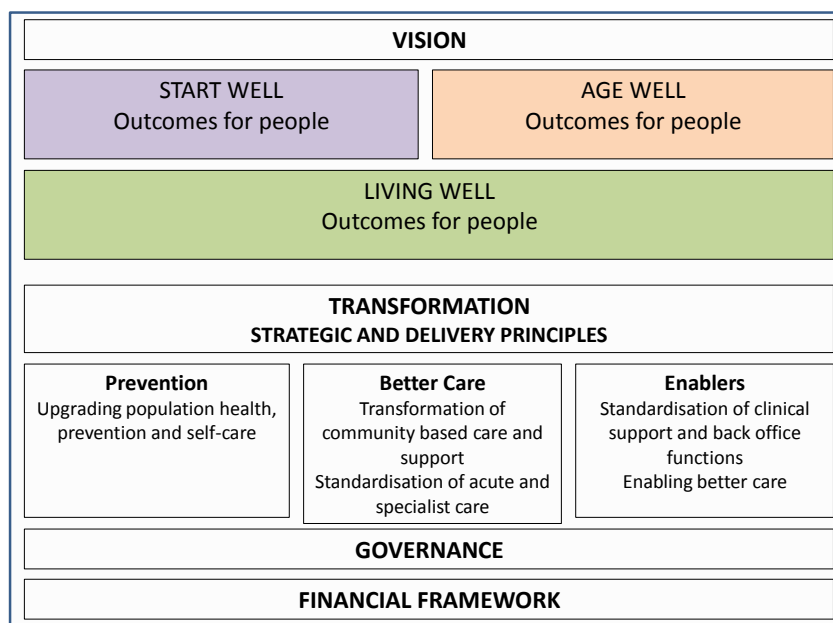 VISION
START WELL
Outcomes for people
AGE WELL
Outcomes for people
LIVING WELL
Outcomes for people
TRANSFORMATION
STRATEGIC AND DELIVERY PRINCIPLES
Prevention
Upgrading population health,
prevention and self-care
Better Care
Transformation of
community based care and
support
Standardisation of acute and
specialist care
Enablers
Standardisation of clinical
support and back office
functions
Enabling better care
GOVERNANCE
FINANCIAL FRAMEWORK